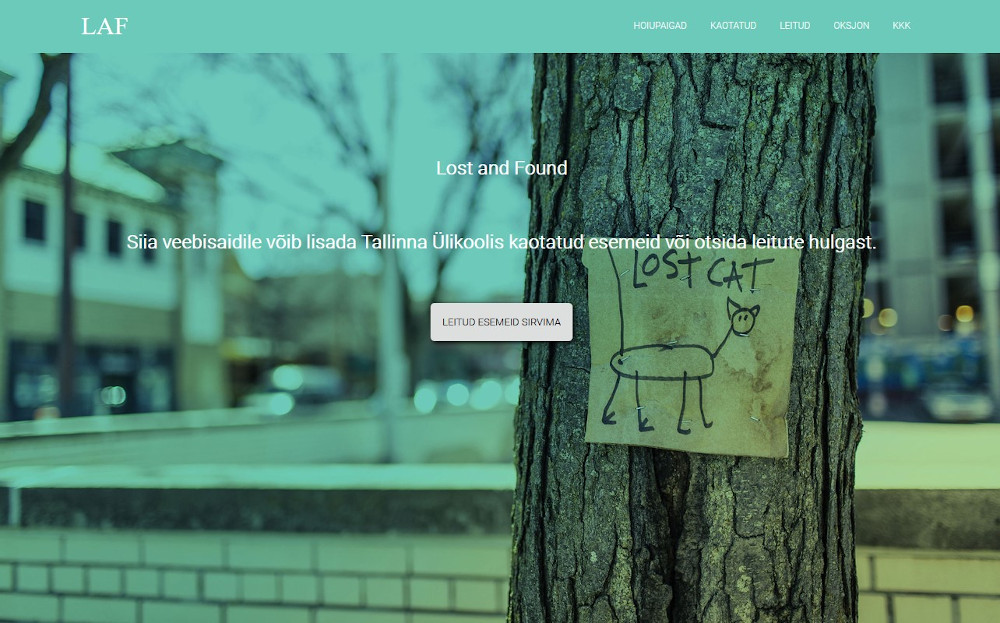 LAF
HOIUPAIGAD KAOTATUD LEITUD OKSJON KKK
Lost and Found
Siia veebisaidile võib lisada Tallinna Ülikoolis kaotatud esemeid või otsida leitute hulgast.
LOST CAT
LEITUD ESEMEID SIRVIMA